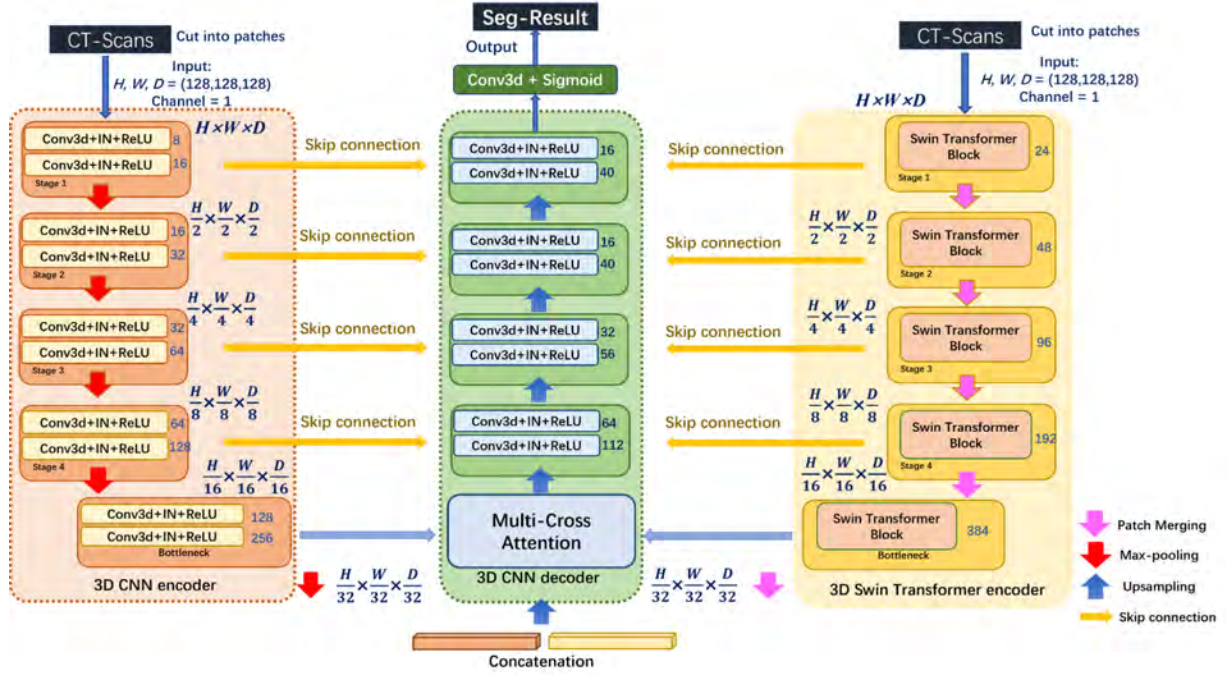 Seg-Result
CT-Scans
Cut into patches
Output
CT-Scans
Cut into patches
Input:
H, W, D = (128,128,128)
Channel = 1
Conv3d + Sigmoid
Input:
H, W, D = (128,128,128)
Channel = 1
H×W×D
Conv3d+IN+ReLU 8
Conv3d+IN+ReLU 16
Stage 1
Skip connection
Conv3d+IN+ReLU 16
Conv3d+IN+ReLU 40
Skip connection
H×W×D
Swin Transformer
Block
24
Stage 1
H/2×W/2×D/2
Conv3d+IN+ReLU 16
Conv3d+IN+ReLU 32
Stage 2
Skip connection
Conv3d+IN+ReLU 16
Conv3d+IN+ReLU 40
Skip connection
H/2×W/2×D/2
Swin Transformer
Block
48
Stage 2
H/4×W/4×D/4
Conv3d+IN+ReLU 32
Conv3d+IN+ReLU 64
Stage 3
Skip connection
Conv3d+IN+ReLU 32
Conv3d+IN+ReLU 56
Skip connection
H/4×W/4×D/4
Swin Transformer
Block
96
Stage 3
H/8×W/8×D/8
Conv3d+IN+ReLU 64
Conv3d+IN+ReLU 128
Stage 4
Skip connection
Conv3d+IN+ReLU 64
Conv3d+IN+ReLU 112
Skip connection
H/8×W/8×D/8
Swin Transformer
Block
192
Stage 4
H/16×W/16×D/16
Conv3d+IN+ReLU 128
Conv3d+IN+ReLU 256
Bottleneck
3D CNN encoder
Multi-Cross
Attention
3D CNN decoder
H/16×W/16×D/16
Swin Transformer
Block
384
Bottleneck
3D Swin Transformer encoder
H/32×W/32×D/32
H/32×W/32×D/32
Concatenation
Patch Merging
Max-pooling
Upsampling
Skip connection